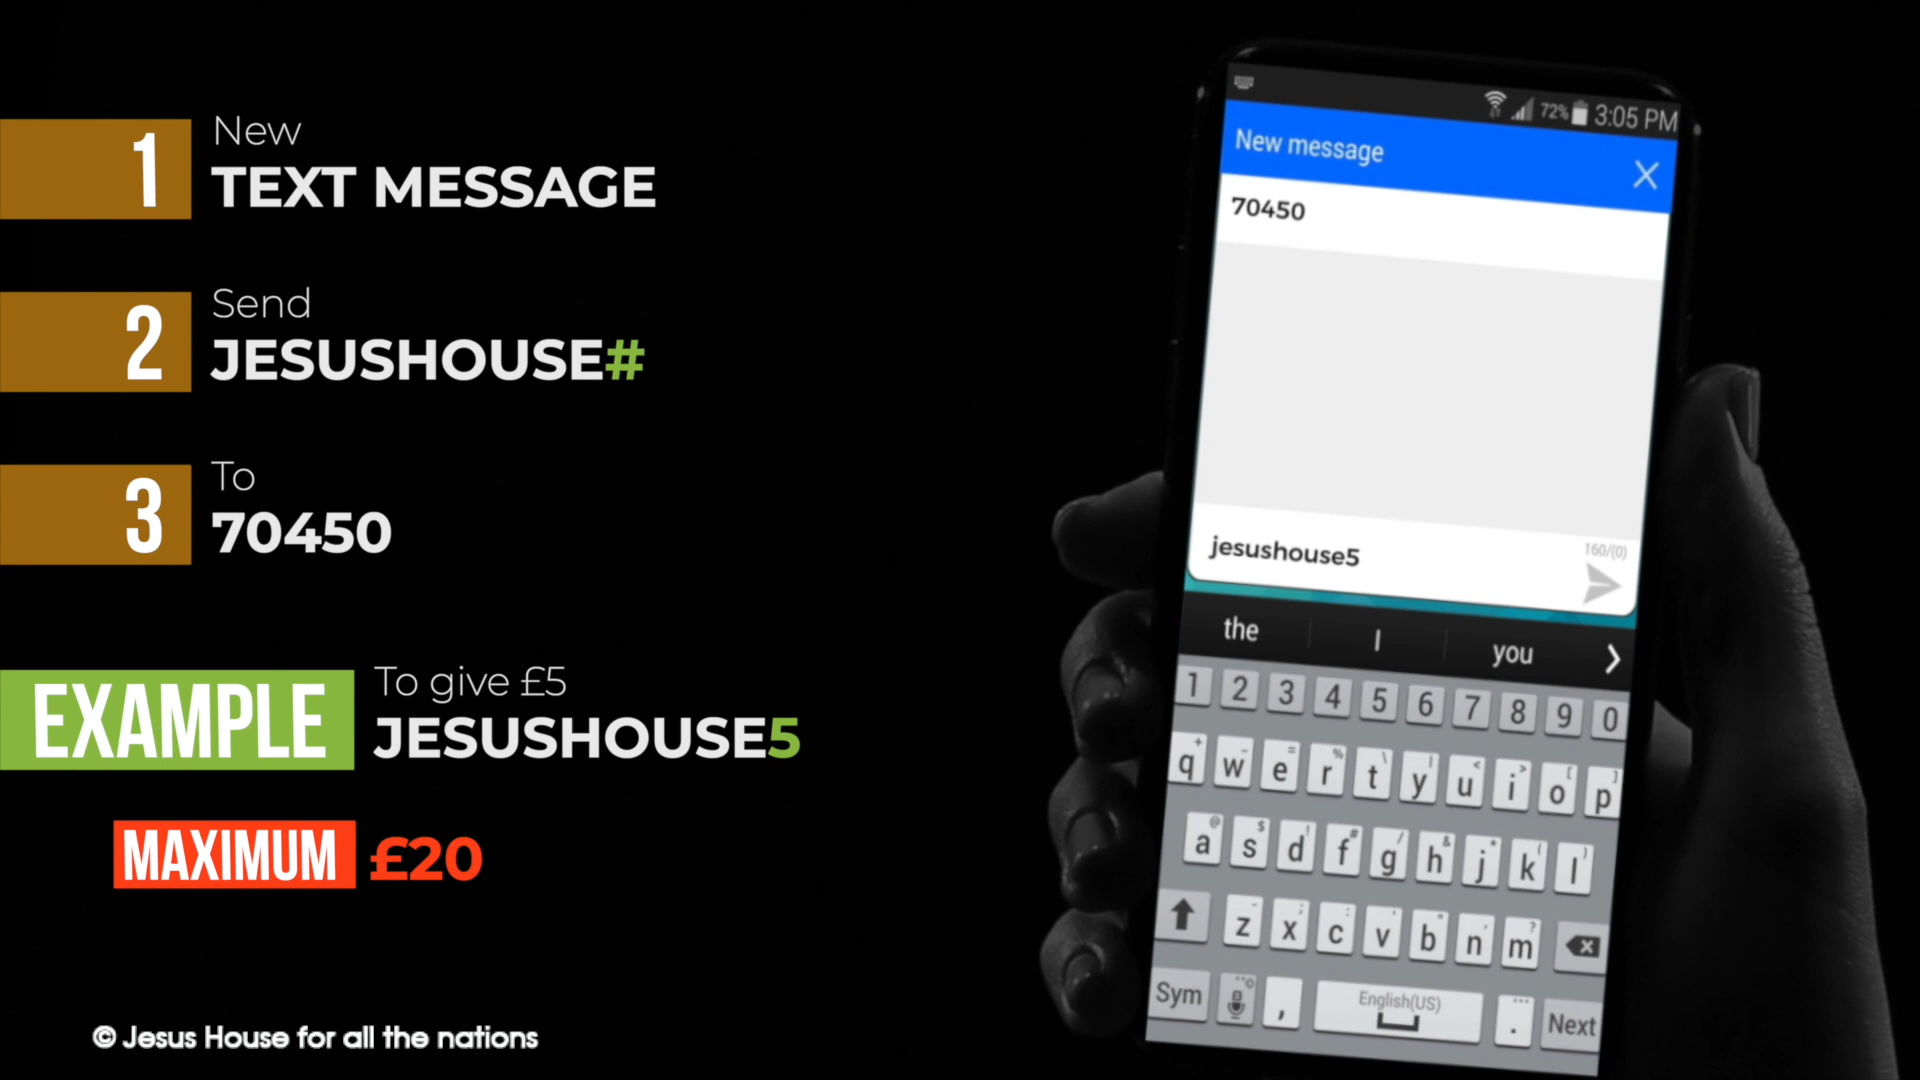 1
New
TEXT MESSAGE
2
Send
JESUSHOUSE#
3
To
70450
EXAMPLE
To give £5
JESUSHOUSE5
MAXIMUM £20
© Jesus House for all the nations
72% 3:05 PM
New message
70450
160/(0)
jesushouse5
the I you
1 2 3 4 5 6 7 8 9 0
q w e r t y u i o p
a s d f g h j k l
z x c v b n m
Sym , English(US) . Next